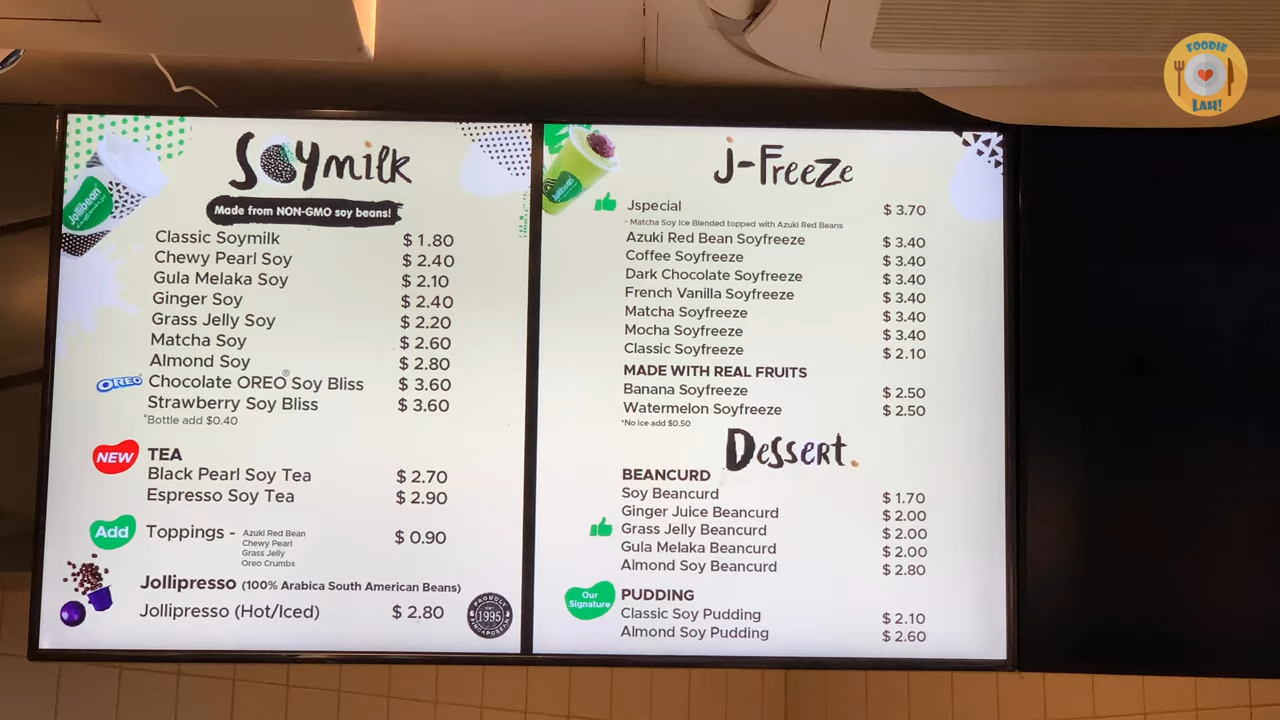 FOODIE
LAH!
SOYmilk
Made from NON-GMO soy beans!
Jollibean
Classic Soymilk $ 1.80
Chewy Pearl Soy $ 2.40
Gula Melaka Soy $ 2.10
Ginger Soy $ 2.40
Grass Jelly Soy $ 2.20
Matcha Soy $ 2.60
Almond Soy $ 2.80
OREO Chocolate OREO® Soy Bliss $ 3.60
Strawberry Soy Bliss $ 3.60
*Bottle add $0.40
NEW TEA
Black Pearl Soy Tea $ 2.70
Espresso Soy Tea $ 2.90
Add Toppings - Azuki Red Bean $ 0.90
Chewy Pearl
Grass Jelly
Oreo Crumbs
Jollipresso (100% Arabica South American Beans)
Jollipresso (Hot/Iced) $ 2.80
PROUDLY
1995
SINGAPOREAN
J-FreeZe
Jspecial $ 3.70
- Matcha Soy Ice Blended topped with Azuki Red Beans
Azuki Red Bean Soyfreeze $ 3.40
Coffee Soyfreeze $ 3.40
Dark Chocolate Soyfreeze $ 3.40
French Vanilla Soyfreeze $ 3.40
Matcha Soyfreeze $ 3.40
Mocha Soyfreeze $ 3.40
Classic Soyfreeze $ 2.10
MADE WITH REAL FRUITS
Banana Soyfreeze $ 2.50
Watermelon Soyfreeze $ 2.50
*No ice add $0.50
Dessert.
BEANCURD
Soy Beancurd $ 1.70
Ginger Juice Beancurd $ 2.00
Grass Jelly Beancurd $ 2.00
Gula Melaka Beancurd $ 2.00
Almond Soy Beancurd $ 2.80
Our Signature PUDDING
Classic Soy Pudding $ 2.10
Almond Soy Pudding $ 2.60